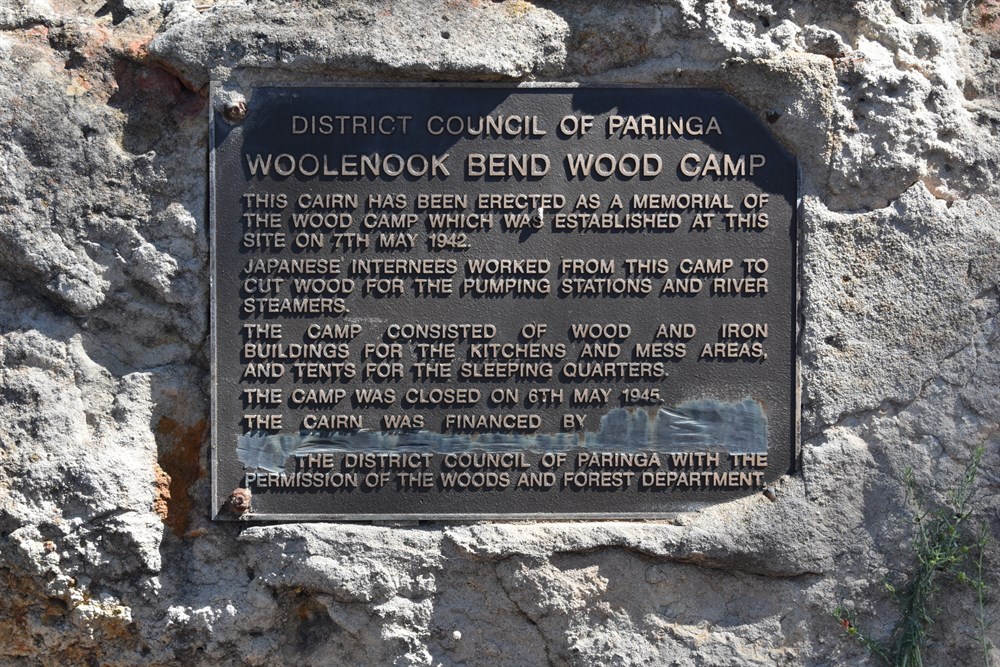 DISTRICT COUNCIL OF PARINGA
WOOLENOOK BEND WOOD CAMP
THIS CAIRN HAS BEEN ERECTED AS A MEMORIAL OF
THE WOOD CAMP WHICH WAS ESTABLISHED AT THIS
SITE ON 7TH MAY 1942.
JAPANESE INTERNEES WORKED FROM THIS CAMP TO
CUT WOOD FOR THE PUMPING STATIONS AND RIVER
STEAMERS.
THE CAMP CONSISTED OF WOOD AND IRON
BUILDINGS FOR THE KITCHENS AND MESS AREAS,
AND TENTS FOR THE SLEEPING QUARTERS.
THE CAMP WAS CLOSED ON 6TH MAY 1945.
THE CAIRN WAS FINANCED BY
THE DISTRICT COUNCIL OF PARINGA WITH THE
PERMISSION OF THE WOODS AND FOREST DEPARTMENT.